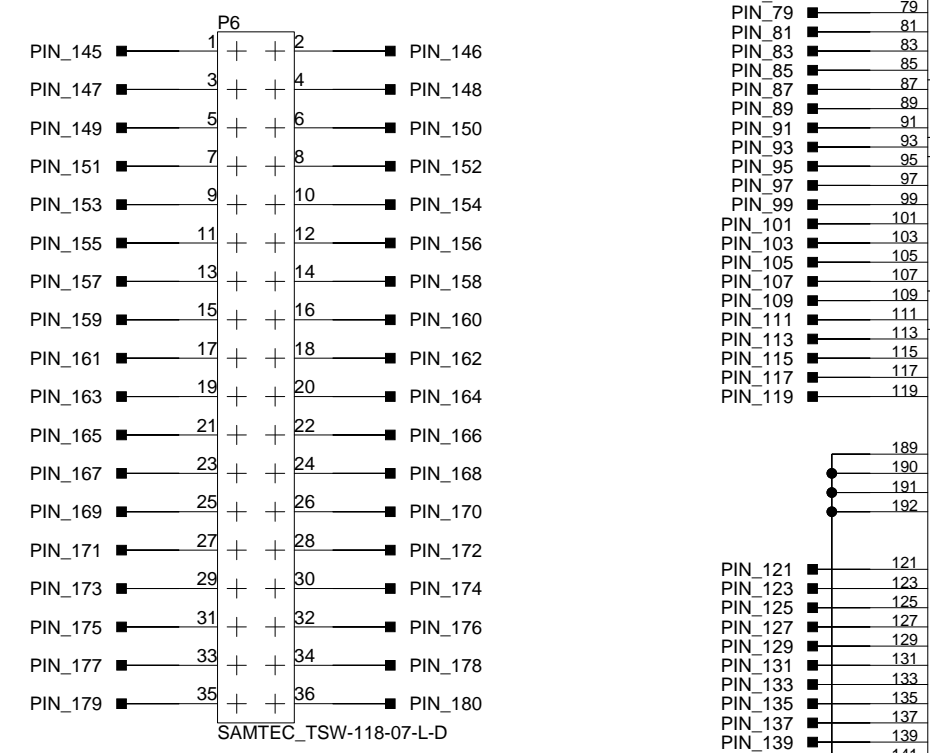 P6
PIN_145 1 2 PIN_146
PIN_147 3 4 PIN_148
PIN_149 5 6 PIN_150
PIN_151 7 8 PIN_152
PIN_153 9 10 PIN_154
PIN_155 11 12 PIN_156
PIN_157 13 14 PIN_158
PIN_159 15 16 PIN_160
PIN_161 17 18 PIN_162
PIN_163 19 20 PIN_164
PIN_165 21 22 PIN_166
PIN_167 23 24 PIN_168
PIN_169 25 26 PIN_170
PIN_171 27 28 PIN_172
PIN_173 29 30 PIN_174
PIN_175 31 32 PIN_176
PIN_177 33 34 PIN_178
PIN_179 35 36 PIN_180
SAMTEC_TSW-118-07-L-D
PIN_79 79
PIN_81 81
PIN_83 83
PIN_85 85
PIN_87 87
PIN_89 89
PIN_91 91
PIN_93 93
PIN_95 95
PIN_97 97
PIN_99 99
PIN_101 101
PIN_103 103
PIN_105 105
PIN_107 107
PIN_109 109
PIN_111 111
PIN_113 113
PIN_115 115
PIN_117 117
PIN_119 119
189
190
191
192
PIN_121 121
PIN_123 123
PIN_125 125
PIN_127 127
PIN_129 129
PIN_131 131
PIN_133 133
PIN_135 135
PIN_137 137
PIN_139 139
141